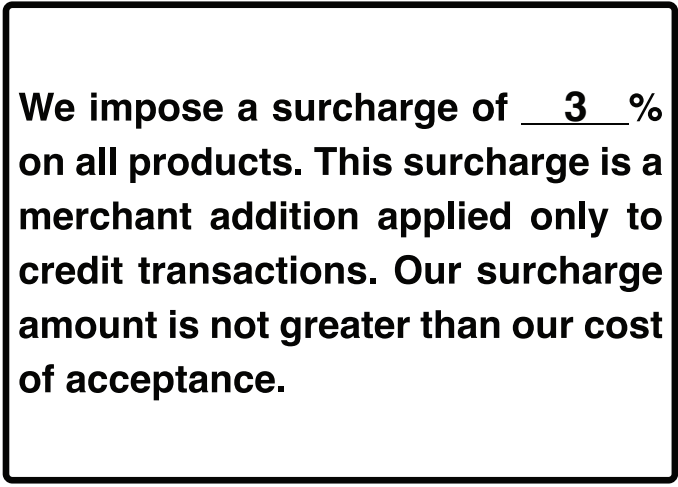 We impose a surcharge of __3__%
on all products. This surcharge is a
merchant addition applied only to
credit transactions. Our surcharge
amount is not greater than our cost
of acceptance.